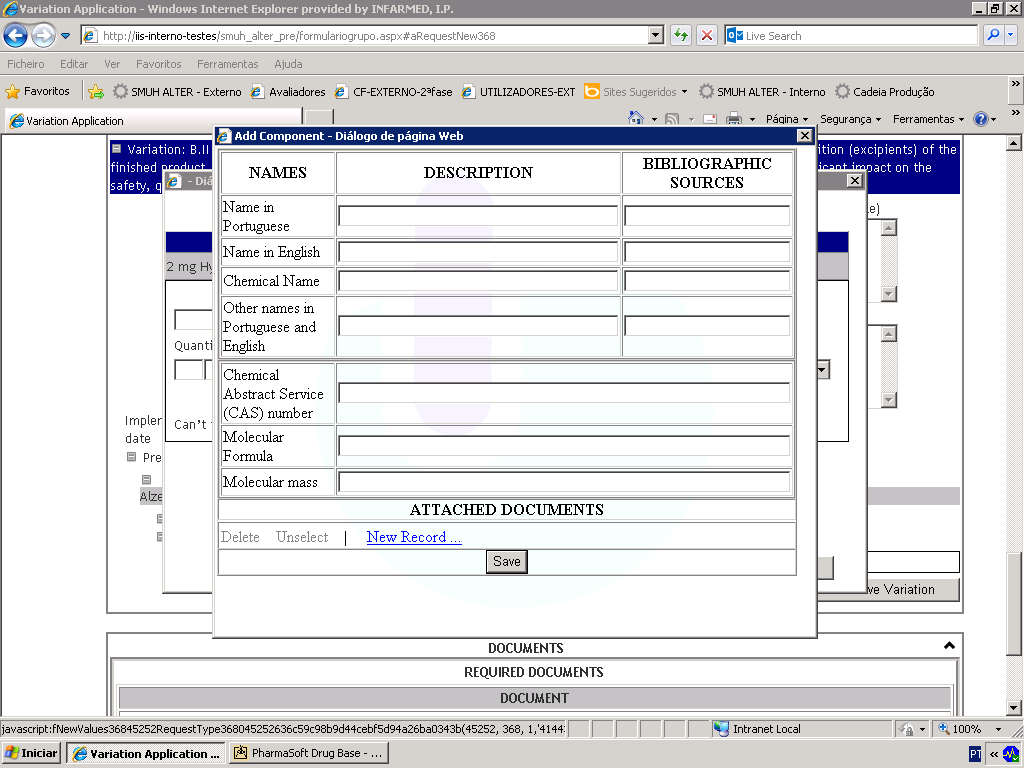 Variation Application - Windows Internet Explorer provided by INFARMED, I.P.
http://iis-interno-testes/smuh_alter_pre/formulariogrupo.aspx#aRequestNew368
Live Search
Ficheiro Editar Ver Favoritos Ferramentas Ajuda
Favoritos SMUH ALTER - Externo Avaliadores CF-EXTERNO-2ªfase UTILIZADORES-EXT Sites Sugeridos SMUH ALTER - Interno Cadeia Produção »
Variation Application Página Segurança Ferramentas »
Add Component - Diálogo de página Web
Variation: B.II
finished product
safety, q
ition (excipients) of the
icant impact on the
- Diá
le)
2 mg Hy
Quanti
Can't
Impler
date
Pre
Alze
NAMES DESCRIPTION BIBLIOGRAPHIC
SOURCES
Name in
Portuguese
Name in English
Chemical Name
Other names in
Portuguese and
English
Chemical
Abstract Service
(CAS) number
Molecular
Formula
Molecular mass
ATTACHED DOCUMENTS
Delete Unselect | New Record ...
Save
ve Variation
DOCUMENTS
REQUIRED DOCUMENTS
DOCUMENT
javascript:fNewValues36845252RequestType368045252636c59c98b9d44cebf5d94a26ba0343b(45252, 368, 1,'4144
Intranet Local 100%
Iniciar Variation Application ... PharmaSoft Drug Base - ... PT «